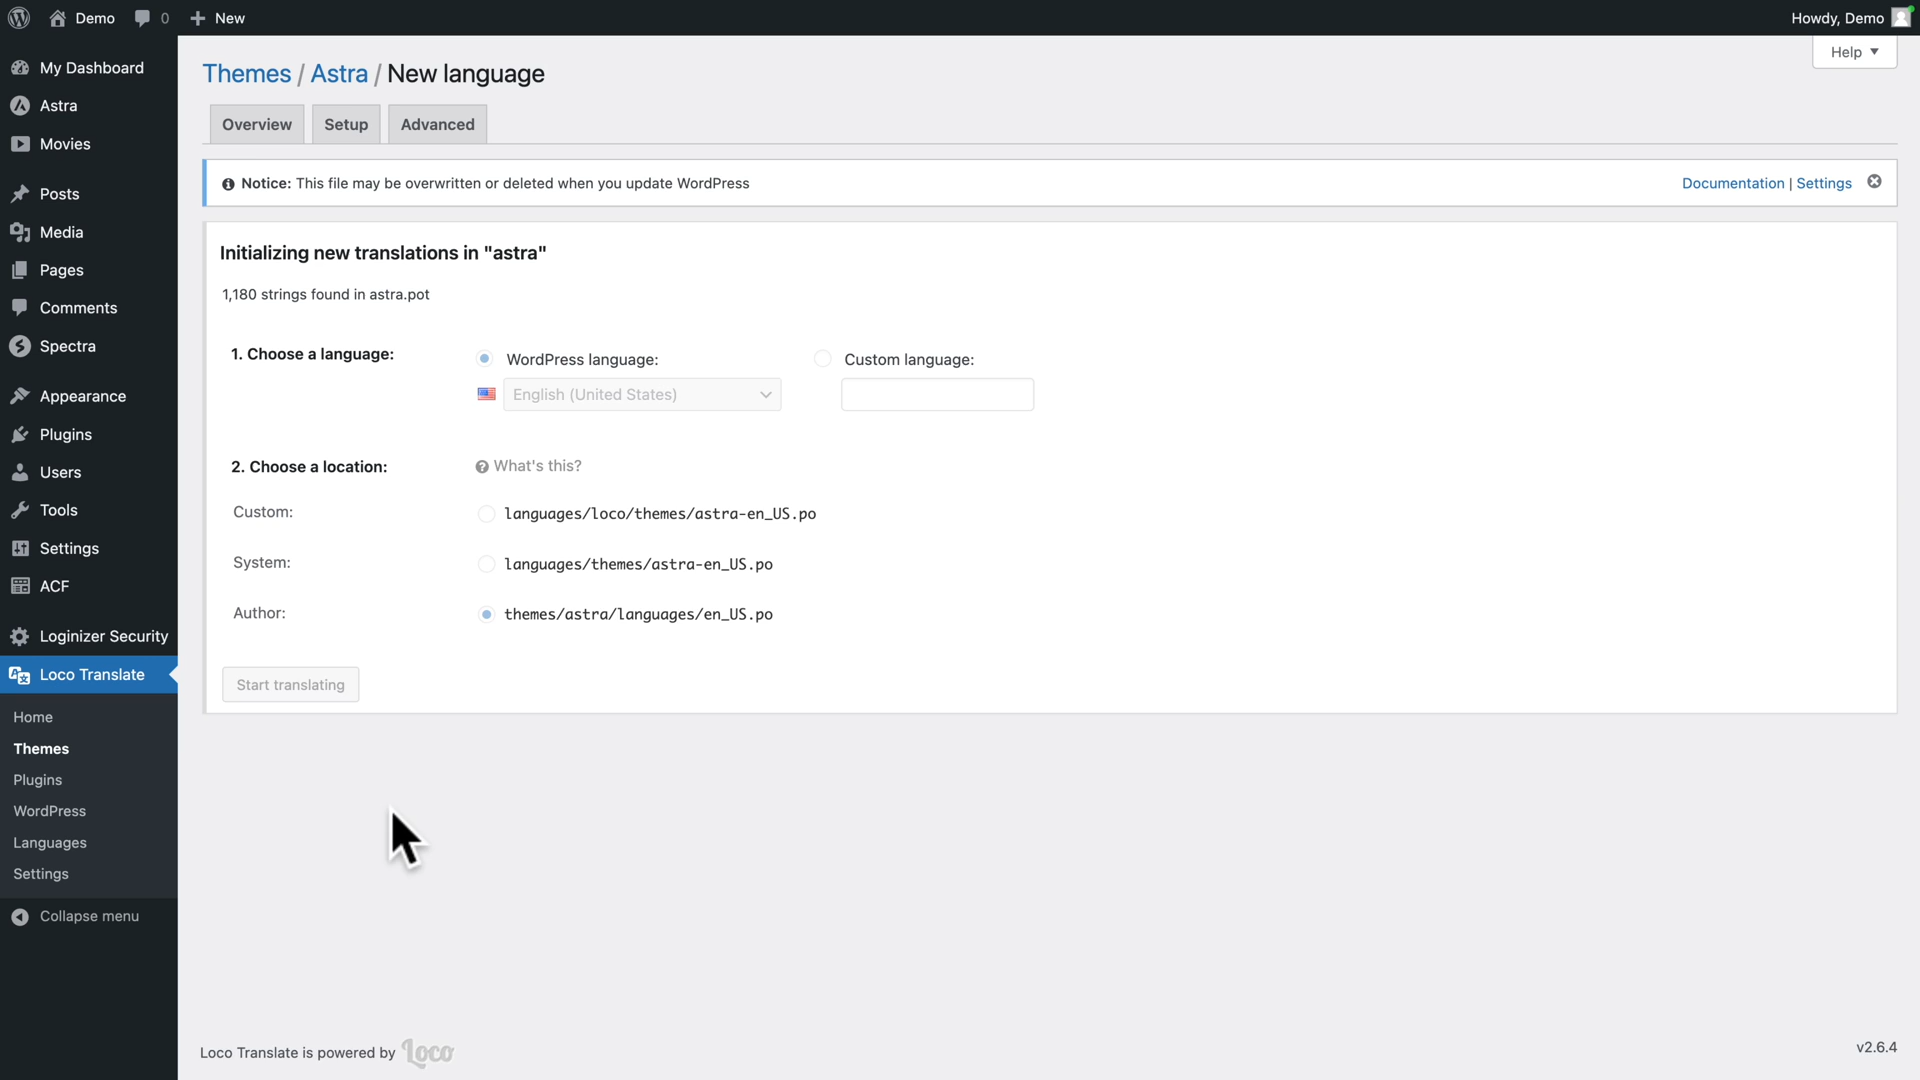 Demo
0
New
Howdy, Demo
Help
My Dashboard
Astra
Movies
Posts
Media
Pages
Comments
Spectra
Appearance
Plugins
Users
Tools
Settings
ACF
Loginizer Security
Loco Translate
Home
Themes
Plugins
WordPress
Languages
Settings
Collapse menu
Themes / Astra / New language
Overview
Setup
Advanced
Notice: This file may be overwritten or deleted when you update WordPress
Documentation | Settings
Initializing new translations in "astra"
1,180 strings found in astra.pot
1. Choose a language:
WordPress language:
English (United States)
Custom language:
2. Choose a location:
What's this?
Custom:
languages/loco/themes/astra-en_US.po
System:
languages/themes/astra-en_US.po
Author:
themes/astra/languages/en_US.po
Start translating
Loco Translate is powered by Loco
v2.6.4